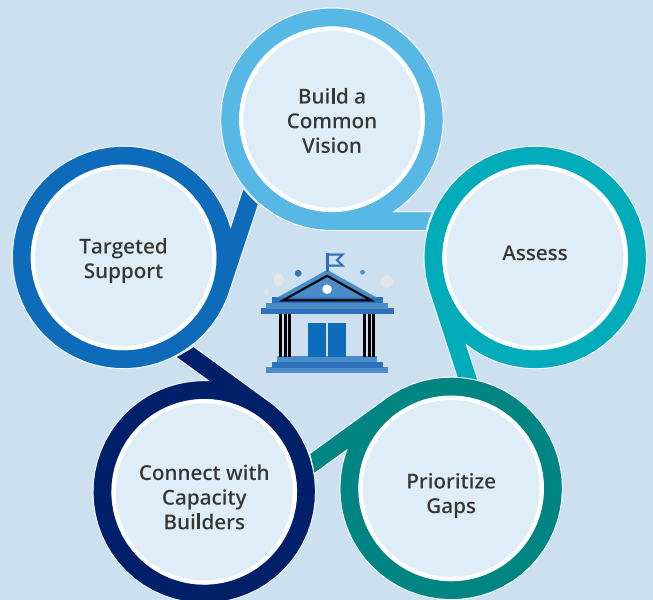 Build a
Common
Vision
Assess
Prioritize
Gaps
Connect with
Capacity
Builders
Targeted
Support